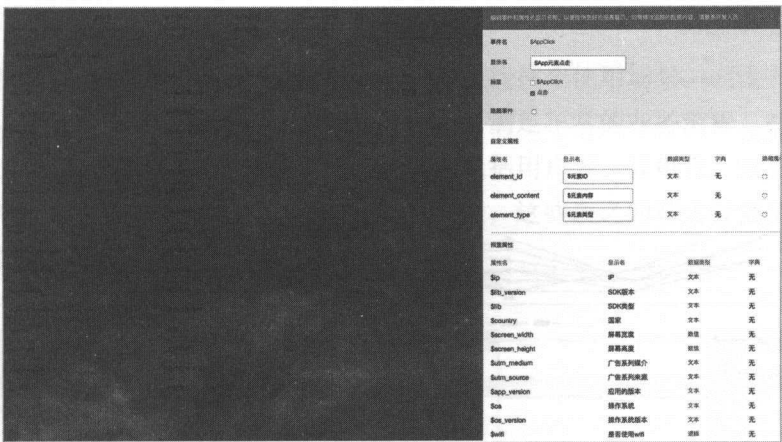 事件名 $AppClick
显示名 $App元素点击
标签 $AppClick
点击
隐藏事件
自定义属性
属性名 显示名 数据类型 字典
element_id $元素ID 文本 无
element_content $元素内容 文本 无
element_type $元素类型 文本 无
预置属性
属性名 显示名 数据类型 字典
$ip IP 文本 无
$lib_version SDK版本 文本 无
$lib SDK类型 文本 无
$country 国家 文本 无
$screen_width 屏幕宽度 数值 无
$screen_height 屏幕高度 数值 无
$utm_medium 广告系列媒介 文本 无
$utm_source 广告系列来源 文本 无
$app_version 应用的版本 文本 无
$os 操作系统 文本 无
$os_version 操作系统版本 文本 无
$wifi 是否使用wifi 逻辑 无